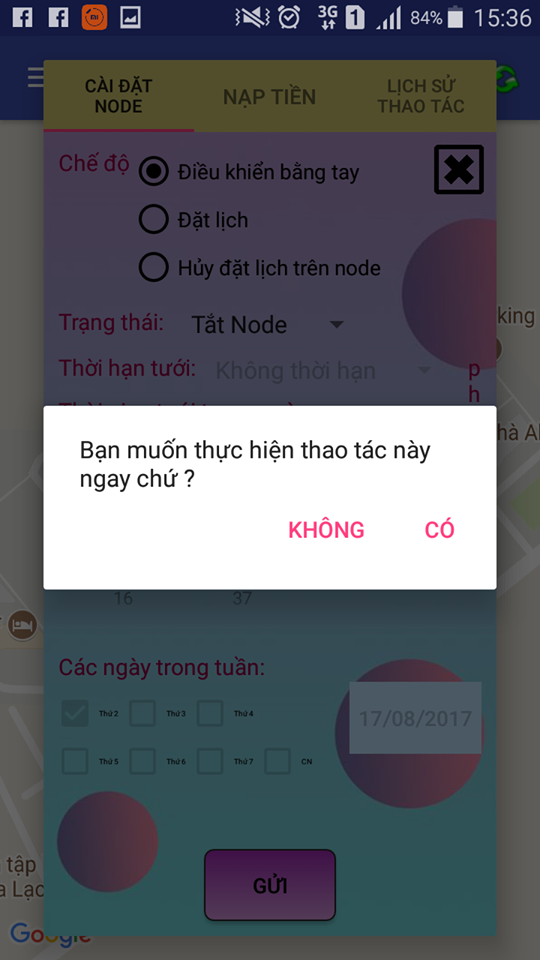 3G 1 84% 15:36
CÀI ĐẶT
NODE
NẠP TIỀN
LỊCH SỬ
THAO TÁC
Chế độ
Điều khiển bằng tay
Đặt lịch
Hủy đặt lịch trên node
Trạng thái: Tắt Node
king
Thời hạn tưới: Không thời hạn
p
h
Bạn muốn thực hiện thao tác này
ngay chứ ?
KHÔNG CÓ
16 37
Các ngày trong tuần:
Thứ 2 Thứ 3 Thứ 4
17/08/2017
Thứ 5 Thứ 6 Thứ 7 CN
tập
a Lạc
GỬI
Google